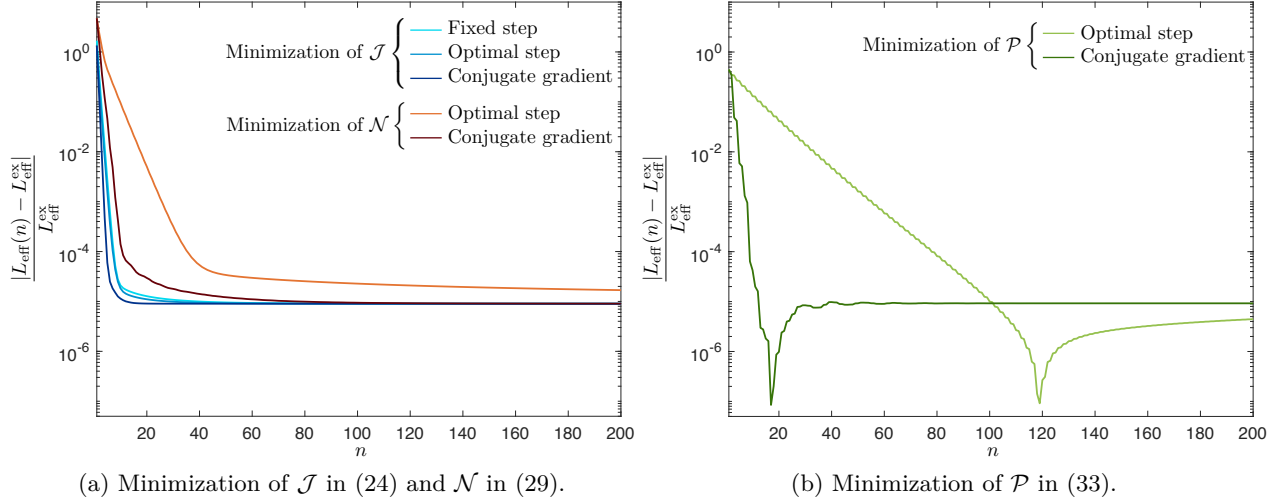 Minimization of 𝒥 { Fixed step
Optimal step
Conjugate gradient
Minimization of 𝒩 { Optimal step
Conjugate gradient
|L_eff(n) − L_eff^ex|
L_eff^ex
10^0
10^-2
10^-4
10^-6
20 40 60 80 100 120 140 160 180 200
n
(a) Minimization of 𝒥 in (24) and 𝒩 in (29).
Minimization of 𝒫 { Optimal step
Conjugate gradient
|L_eff(n) − L_eff^ex|
L_eff^ex
10^0
10^-2
10^-4
10^-6
20 40 60 80 100 120 140 160 180 200
n
(b) Minimization of 𝒫 in (33).